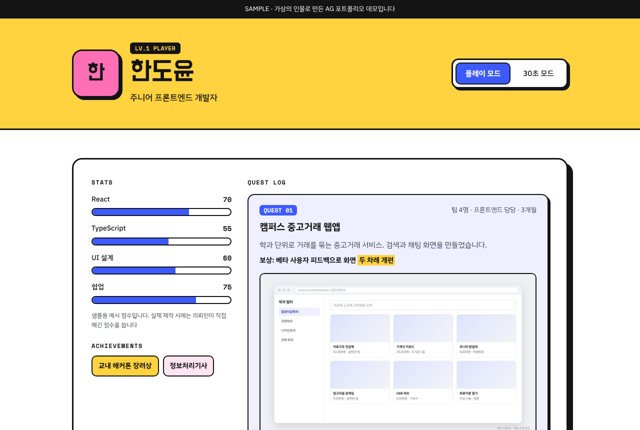 SAMPLE · 가상의 인물로 만든 AG 포트폴리오 데모입니다
한
LV.1 PLAYER
한도윤
주니어 프론트엔드 개발자
플레이 모드
30초 모드
STATS
React 70
TypeScript 55
UI 설계 60
협업 75
샘플용 예시 점수입니다. 실제 제작 시에는 의뢰인이 직접
매긴 점수를 씁니다
ACHIEVEMENTS
교내 해커톤 장려상
정보처리기사
QUEST LOG
QUEST 01
팀 4명 · 프론트엔드 담당 · 3개월
캠퍼스 중고거래 웹앱
학과 단위로 거래를 묶는 중고거래 서비스. 검색과 채팅 화면을 만들었습니다.
보상: 베타 사용자 피드백으로 화면 두 차례 개편